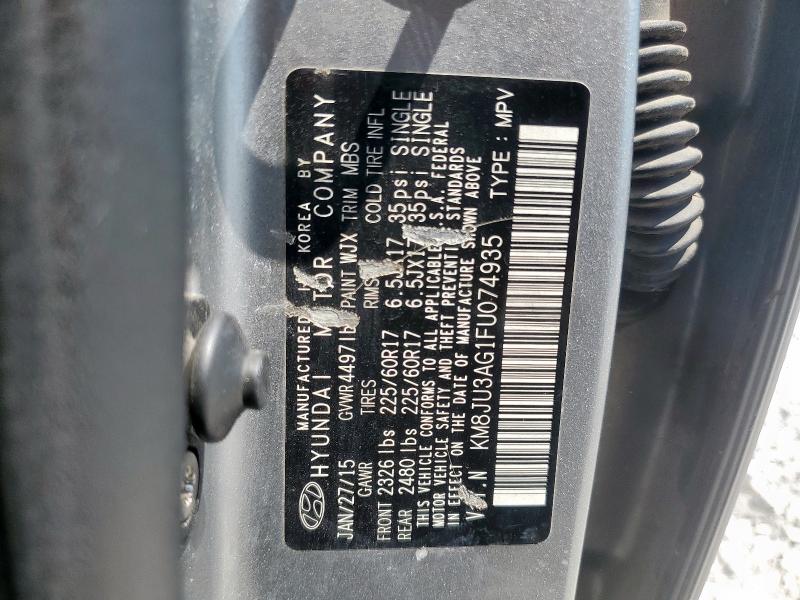 MANUFACTURED KOREA BY
HYUNDAI MOTOR COMPANY
JAN/27/15 GVWR 4497lb PAINT WJX TRIM MBS
GAWR TIRES RIMS COLD TIRE INFL
FRONT 2326 lbs 225/60R17 6.5JX17 35psi SINGLE
REAR 2480 lbs 225/60R17 6.5JX17 35psi SINGLE
THIS VEHICLE CONFORMS TO ALL APPLICABLE U.S.A. FEDERAL
MOTOR VEHICLE SAFETY AND THEFT PREVENTION STANDARDS
IN EFFECT ON THE DATE OF MANUFACTURE SHOWN ABOVE
V.I.N KM8JU3AG1FU074935 TYPE : MPV